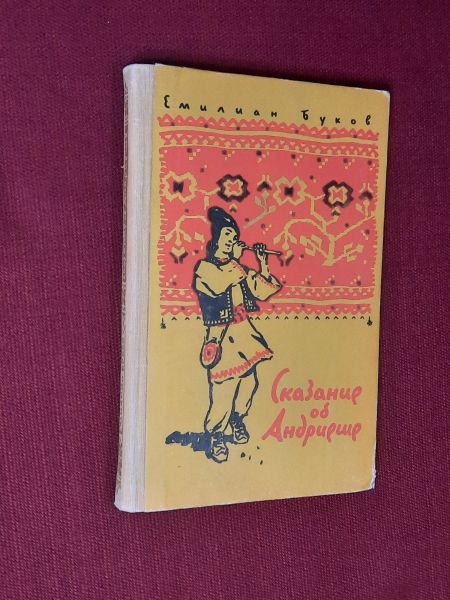 Емилиан Буков
Сказание
об
Андриеше